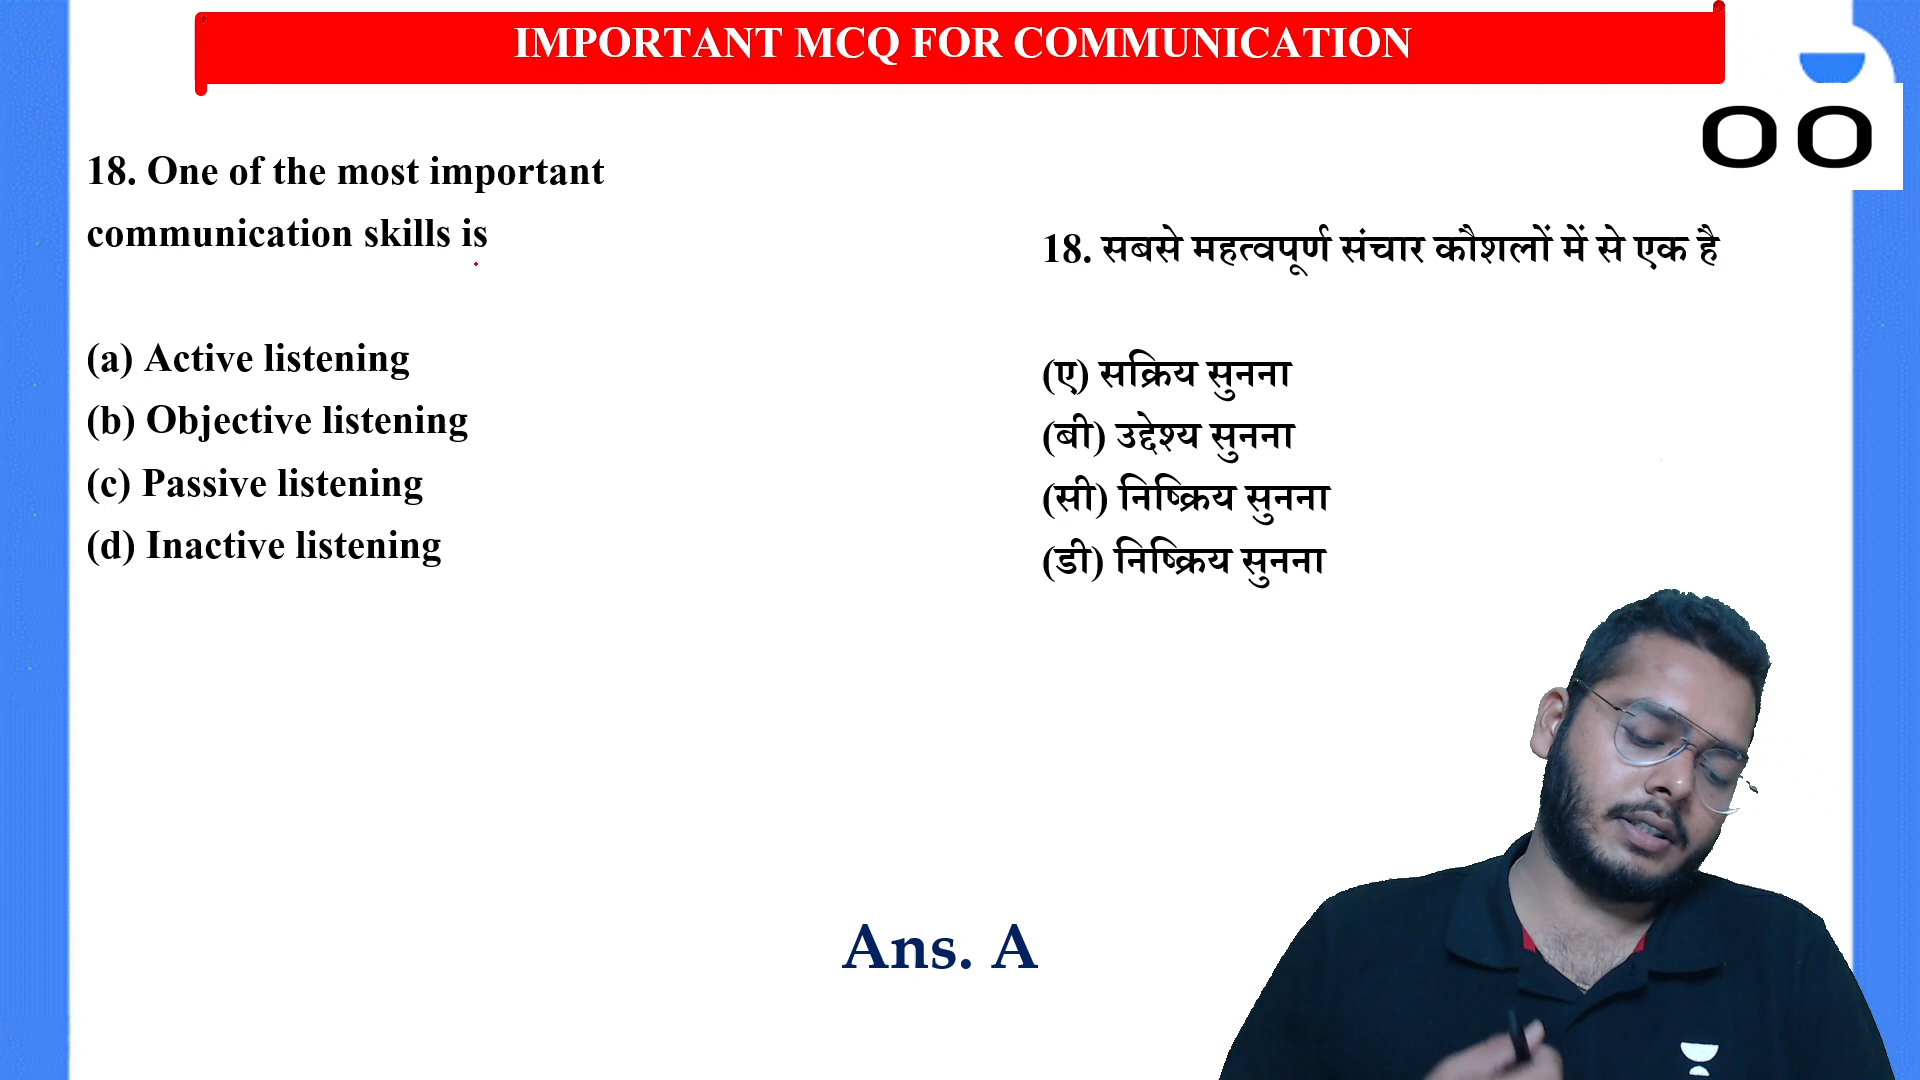 IMPORTANT MCQ FOR COMMUNICATION
18. One of the most important
communication skills is
(a) Active listening
(b) Objective listening
(c) Passive listening
(d) Inactive listening
18. सबसे महत्वपूर्ण संचार कौशलों में से एक है
(ए) सक्रिय सुनना
(बी) उद्देश्य सुनना
(सी) निष्क्रिय सुनना
(डी) निष्क्रिय सुनना
Ans. A
00